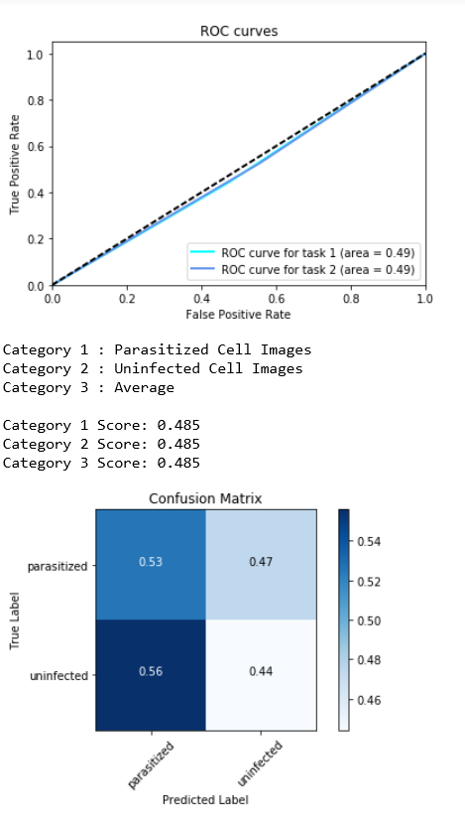 ROC curves
1.0
0.8
0.6
0.4
0.2
0.0
True Positive Rate
ROC curve for task 1 (area = 0.49)
ROC curve for task 2 (area = 0.49)
0.0 0.2 0.4 0.6 0.8 1.0
False Positive Rate
Category 1 : Parasitized Cell Images
Category 2 : Uninfected Cell Images
Category 3 : Average
Category 1 Score: 0.485
Category 2 Score: 0.485
Category 3 Score: 0.485
Confusion Matrix
True Label
parasitized 0.53 0.47
uninfected 0.56 0.44
parasitized uninfected
Predicted Label
0.54
0.52
0.50
0.48
0.46